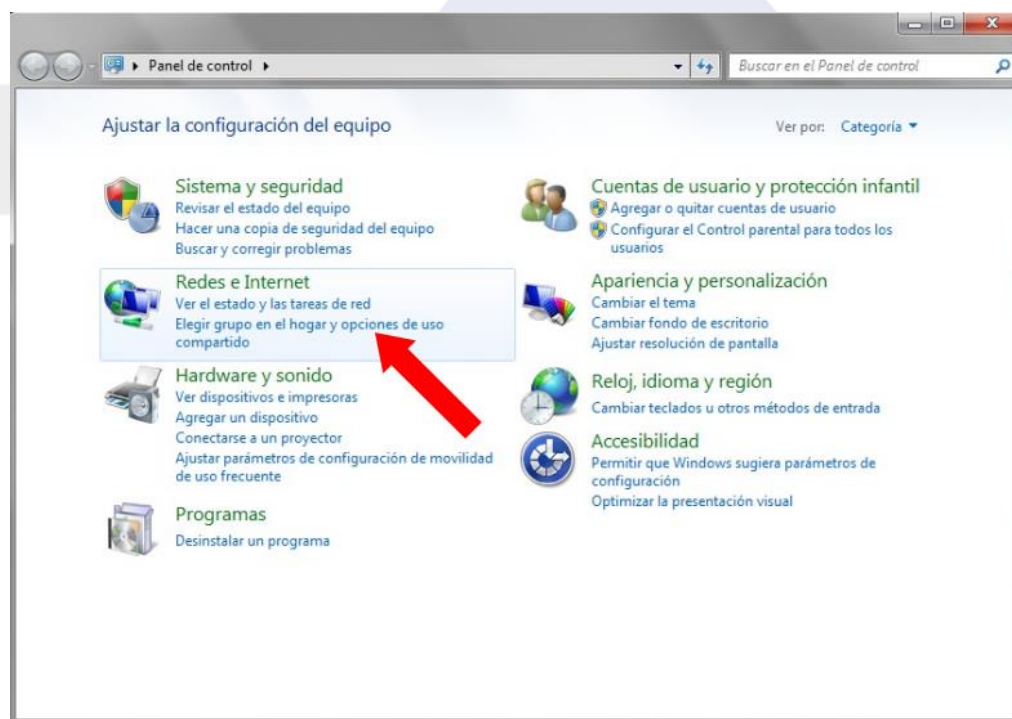 Panel de control
Buscar en el Panel de control
Ajustar la configuración del equipo
Ver por: Categoría
Sistema y seguridad
Revisar el estado del equipo
Hacer una copia de seguridad del equipo
Buscar y corregir problemas
Redes e Internet
Ver el estado y las tareas de red
Elegir grupo en el hogar y opciones de uso
compartido
Hardware y sonido
Ver dispositivos e impresoras
Agregar un dispositivo
Conectarse a un proyector
Ajustar parámetros de configuración de movilidad
de uso frecuente
Programas
Desinstalar un programa
Cuentas de usuario y protección infantil
Agregar o quitar cuentas de usuario
Configurar el Control parental para todos los
usuarios
Apariencia y personalización
Cambiar el tema
Cambiar fondo de escritorio
Ajustar resolución de pantalla
Reloj, idioma y región
Cambiar teclados u otros métodos de entrada
Accesibilidad
Permitir que Windows sugiera parámetros de
configuración
Optimizar la presentación visual